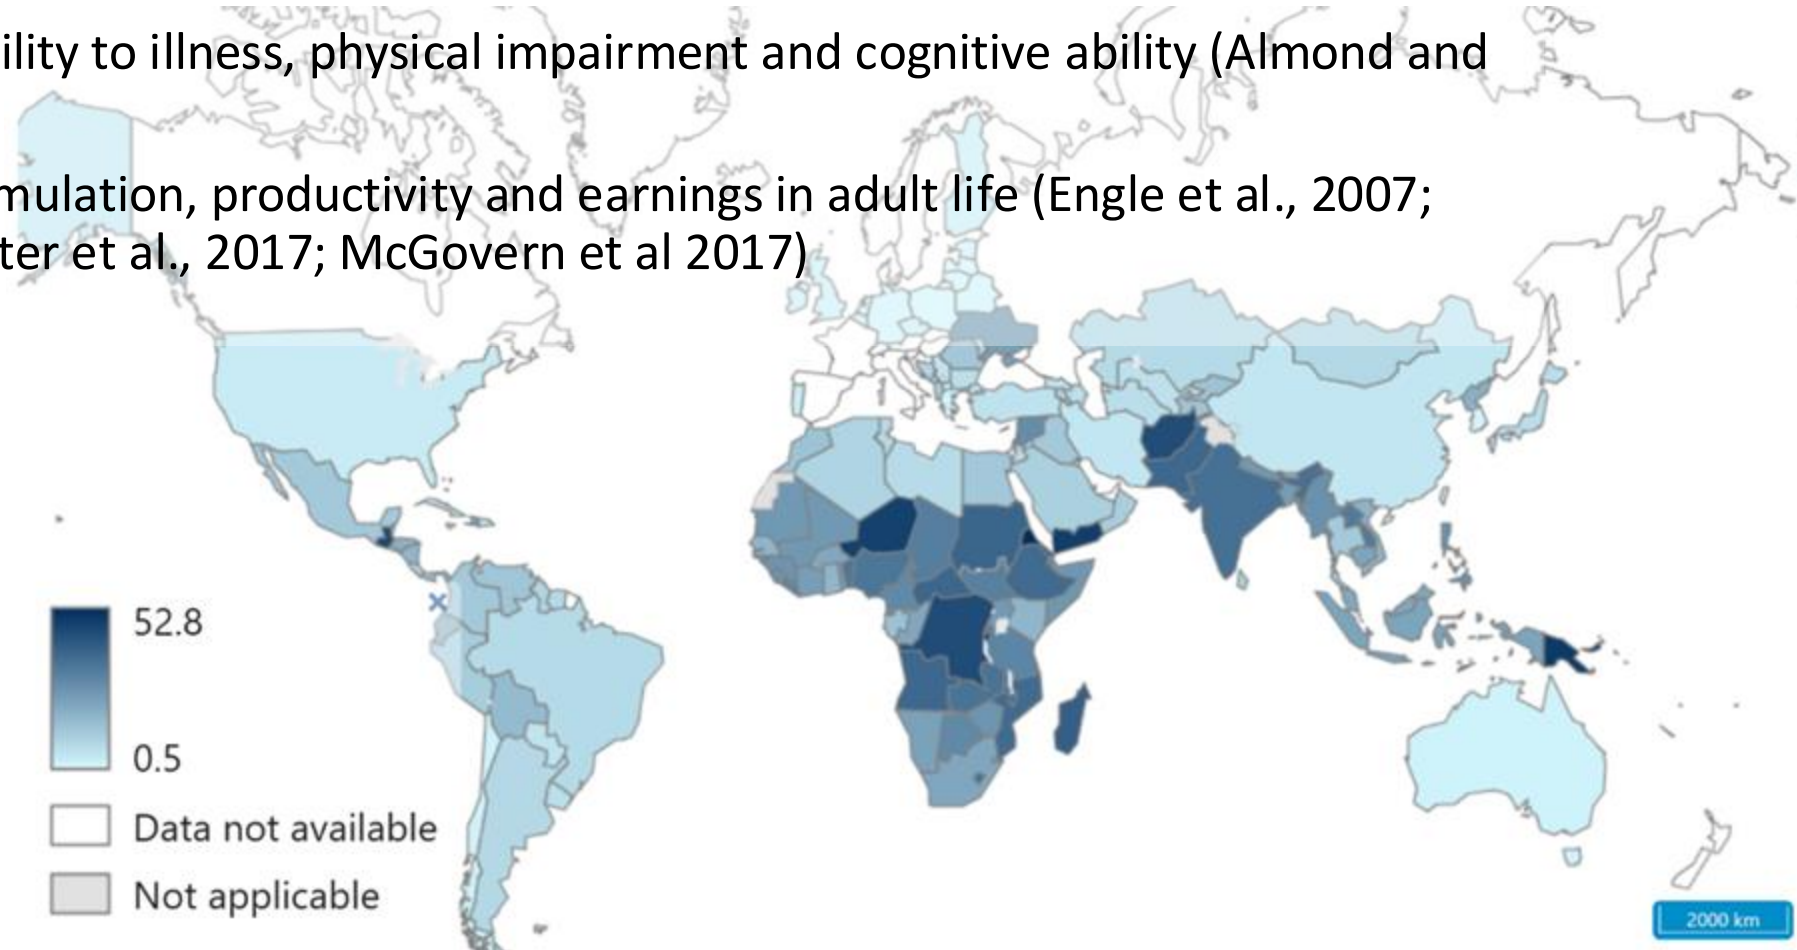 ility to illness, physical impairment and cognitive ability (Almond and
mulation, productivity and earnings in adult life (Engle et al., 2007;
ter et al., 2017; McGovern et al 2017)
52.8
0.5
Data not available
Not applicable
2000 km